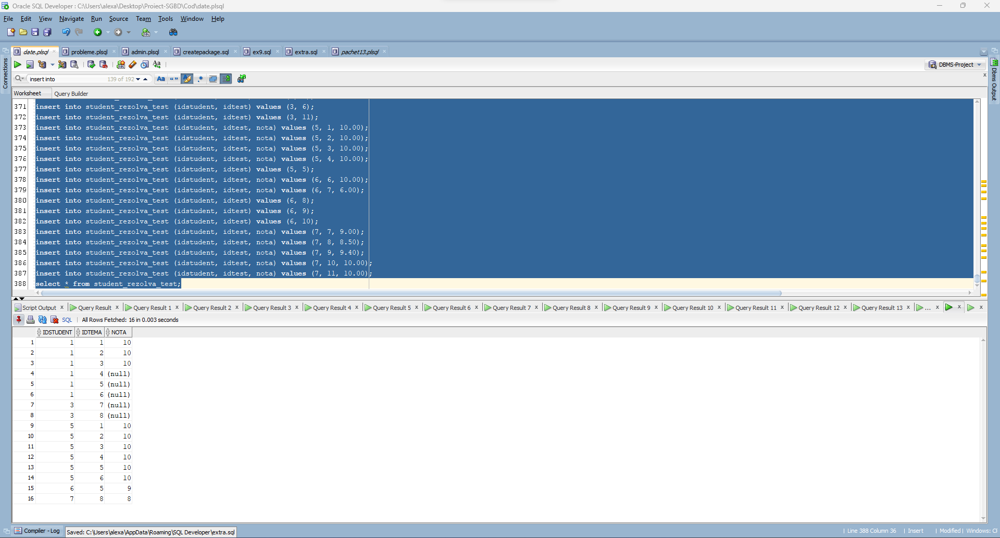 Oracle SQL Developer : C:\Users\alexa\Desktop\Proiect-SGBD\Cod\date.plsql
File Edit View Navigate Run Source Team Tools Window Help
date.plsql probleme.plsql admin.plsql createpackage.sql ex9.sql extra.sql pachet13.plsql
DBMS-Project
Connections
Dbms Output
insert into 139 of 192
Worksheet Query Builder
371 insert into student_rezolva_test (idstudent, idtest) values (3, 6);
372 insert into student_rezolva_test (idstudent, idtest) values (3, 11);
373 insert into student_rezolva_test (idstudent, idtest, nota) values (5, 1, 10.00);
374 insert into student_rezolva_test (idstudent, idtest, nota) values (5, 2, 10.00);
375 insert into student_rezolva_test (idstudent, idtest, nota) values (5, 3, 10.00);
376 insert into student_rezolva_test (idstudent, idtest, nota) values (5, 4, 10.00);
377 insert into student_rezolva_test (idstudent, idtest) values (5, 5);
378 insert into student_rezolva_test (idstudent, idtest, nota) values (6, 6, 10.00);
379 insert into student_rezolva_test (idstudent, idtest, nota) values (6, 7, 6.00);
380 insert into student_rezolva_test (idstudent, idtest) values (6, 8);
381 insert into student_rezolva_test (idstudent, idtest) values (6, 9);
382 insert into student_rezolva_test (idstudent, idtest) values (6, 10);
383 insert into student_rezolva_test (idstudent, idtest, nota) values (7, 7, 9.00);
384 insert into student_rezolva_test (idstudent, idtest, nota) values (7, 8, 8.50);
385 insert into student_rezolva_test (idstudent, idtest, nota) values (7, 9, 9.40);
386 insert into student_rezolva_test (idstudent, idtest, nota) values (7, 10, 10.00);
387 insert into student_rezolva_test (idstudent, idtest, nota) values (7, 11, 10.00);
388 select * from student_rezolva_test;
Script Output x Query Result x Query Result 1 x Query Result 2 x Query Result 3 x Query Result 4 x Query Result 5 x Query Result 6 x Query Result 7 x Query Result 8 x Query Result 9 x Query Result 10 x Query Result 11 x Query Result 12 x Query Result 13 x ... x x x
SQL | All Rows Fetched: 16 in 0.003 seconds
IDSTUDENT IDTEMA NOTA
1 1 1 10
2 1 2 10
3 1 3 10
4 1 4 (null)
5 1 5 (null)
6 1 6 (null)
7 3 7 (null)
8 3 8 (null)
9 5 1 10
10 5 2 10
11 5 3 10
12 5 4 10
13 5 5 10
14 5 6 10
15 6 5 9
16 7 8 8
Compiler - Log Saved: C:\Users\alexa\AppData\Roaming\SQL Developer\extra.sql
| Line 388 Column 36 | Insert | Modified | Windows: CF